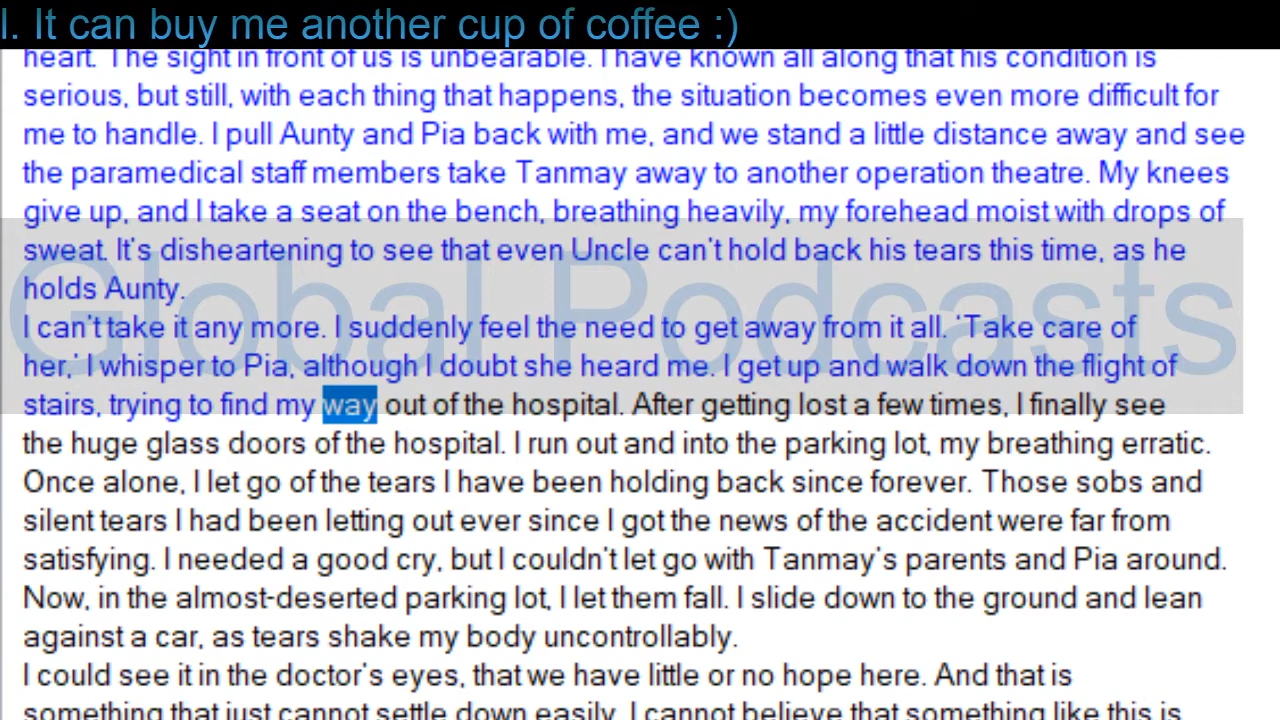 I. It can buy me another cup of coffee :)
heart. The sight in front of us is unbearable. I have known all along that his condition is
serious, but still, with each thing that happens, the situation becomes even more difficult for
me to handle. I pull Aunty and Pia back with me, and we stand a little distance away and see
the paramedical staff members take Tanmay away to another operation theatre. My knees
give up, and I take a seat on the bench, breathing heavily, my forehead moist with drops of
sweat. It's disheartening to see that even Uncle can't hold back his tears this time, as he
holds Aunty.
Global Podcasts
I can't take it any more. I suddenly feel the need to get away from it all. 'Take care of
her,' I whisper to Pia, although I doubt she heard me. I get up and walk down the flight of
stairs, trying to find my way out of the hospital. After getting lost a few times, I finally see
the huge glass doors of the hospital. I run out and into the parking lot, my breathing erratic.
Once alone, I let go of the tears I have been holding back since forever. Those sobs and
silent tears I had been letting out ever since I got the news of the accident were far from
satisfying. I needed a good cry, but I couldn't let go with Tanmay's parents and Pia around.
Now, in the almost-deserted parking lot, I let them fall. I slide down to the ground and lean
against a car, as tears shake my body uncontrollably.
I could see it in the doctor's eyes, that we have little or no hope here. And that is
something that just cannot settle down easily. I cannot believe that something like this is